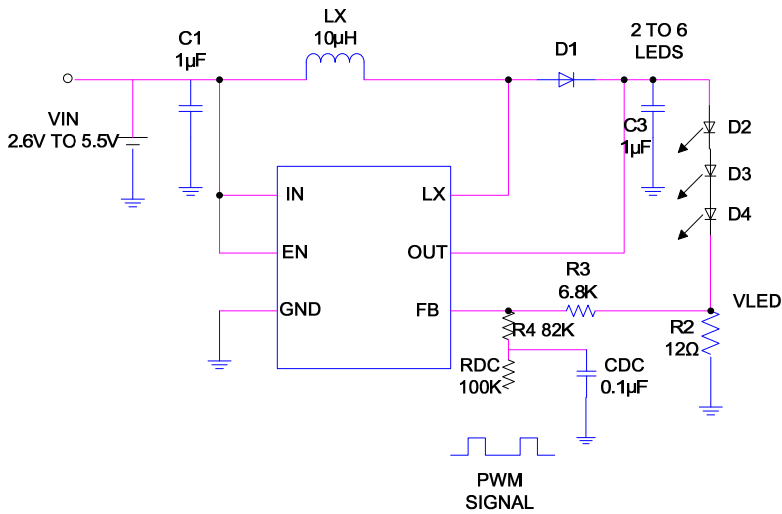 LX
10µH
C1
1µF
D1
2 TO 6
LEDS
VIN
2.6V TO 5.5V
C3
1µF
D2
D3
D4
IN
LX
EN
OUT
GND
FB
R3
6.8K
VLED
R4 82K
R2
12Ω
RDC
100K
CDC
0.1µF
PWM
SIGNAL